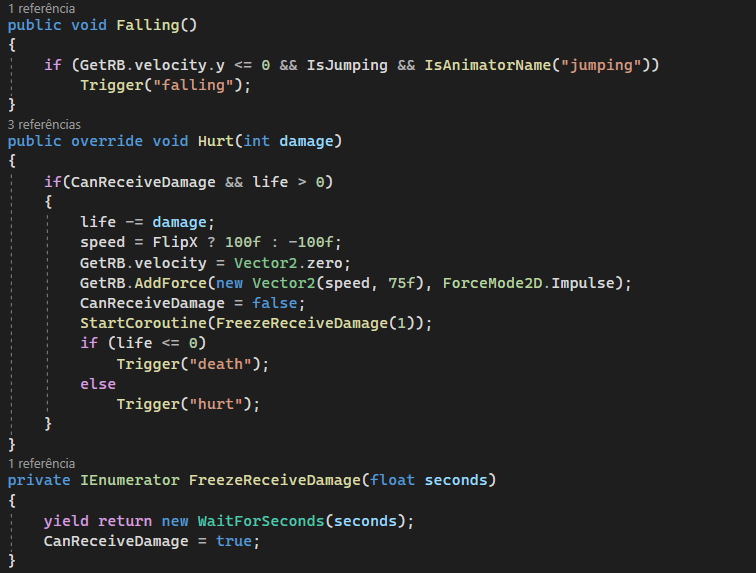 1 referência
public void Falling()
{
    if (GetRB.velocity.y <= 0 && IsJumping && IsAnimatorName("jumping"))
        Trigger("falling");
}
3 referências
public override void Hurt(int damage)
{
    if(CanReceiveDamage && life > 0)
    {
        life -= damage;
        speed = FlipX ? 100f : -100f;
        GetRB.velocity = Vector2.zero;
        GetRB.AddForce(new Vector2(speed, 75f), ForceMode2D.Impulse);
        CanReceiveDamage = false;
        StartCoroutine(FreezeReceiveDamage(1));
        if (life <= 0)
            Trigger("death");
        else
            Trigger("hurt");
    }
}
1 referência
private IEnumerator FreezeReceiveDamage(float seconds)
{
    yield return new WaitForSeconds(seconds);
    CanReceiveDamage = true;
}